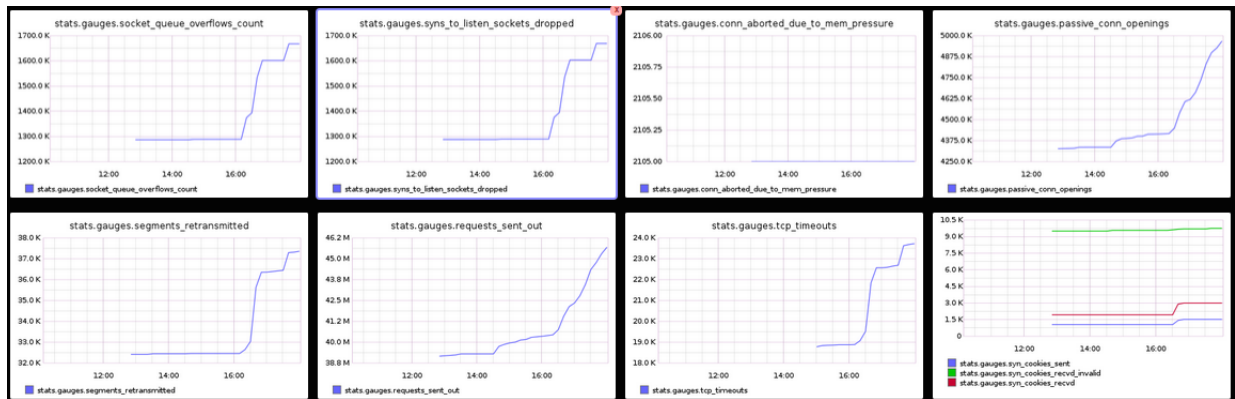 stats.gauges.socket_queue_overflows_count
1700.0 K
1600.0 K
1500.0 K
1400.0 K
1300.0 K
1200.0 K
12:00 14:00 16:00
stats.gauges.socket_queue_overflows_count
x
stats.gauges.syns_to_listen_sockets_dropped
1700.0 K
1600.0 K
1500.0 K
1400.0 K
1300.0 K
1200.0 K
12:00 14:00 16:00
stats.gauges.syns_to_listen_sockets_dropped
stats.gauges.conn_aborted_due_to_mem_pressure
2106.00
2105.75
2105.50
2105.25
2105.00
12:00 14:00 16:00
stats.gauges.conn_aborted_due_to_mem_pressure
stats.gauges.passive_conn_openings
5000.0 K
4875.0 K
4750.0 K
4625.0 K
4500.0 K
4375.0 K
4250.0 K
12:00 14:00 16:00
stats.gauges.passive_conn_openings
stats.gauges.segments_retransmitted
38.0 K
37.0 K
36.0 K
35.0 K
34.0 K
33.0 K
32.0 K
12:00 14:00 16:00
stats.gauges.segments_retransmitted
stats.gauges.requests_sent_out
46.2 M
45.0 M
43.8 M
42.5 M
41.2 M
40.0 M
38.8 M
12:00 14:00 16:00
stats.gauges.requests_sent_out
stats.gauges.tcp_timeouts
24.0 K
23.0 K
22.0 K
21.0 K
20.0 K
19.0 K
18.0 K
12:00 14:00 16:00
stats.gauges.tcp_timeouts
10.5 K
9.0 K
7.5 K
6.0 K
4.5 K
3.0 K
1.5 K
0
12:00 14:00 16:00
stats.gauges.syn_cookies_sent
stats.gauges.syn_cookies_recvd_invalid
stats.gauges.syn_cookies_recvd